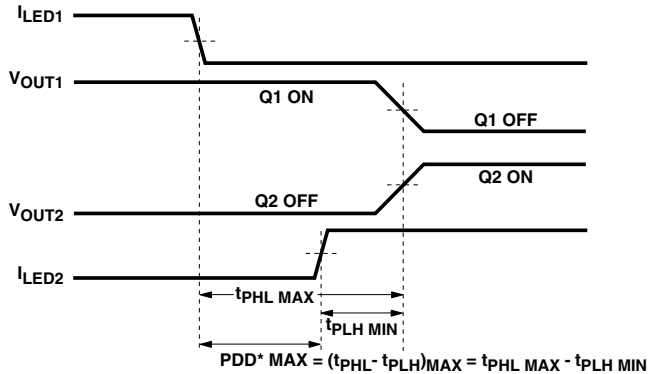 ILED1
VOUT1
Q1 ON
Q1 OFF
Q2 ON
Q2 OFF
VOUT2
ILED2
tPHL MAX
tPLH MIN
PDD* MAX = (tPHL- tPLH)MAX = tPHL MAX - tPLH MIN